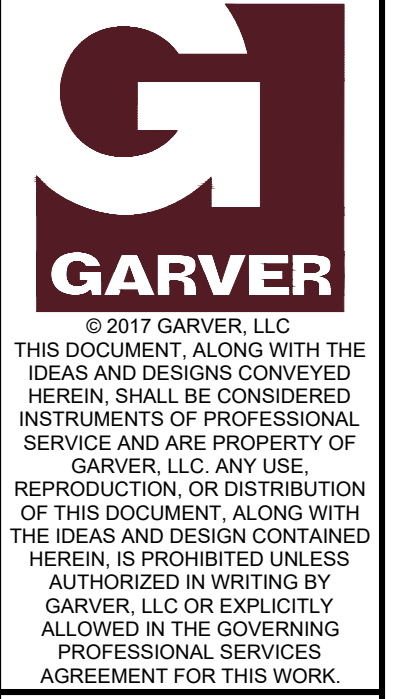 GARVER
© 2017 GARVER, LLC
THIS DOCUMENT, ALONG WITH THE
IDEAS AND DESIGNS CONVEYED
HEREIN, SHALL BE CONSIDERED
INSTRUMENTS OF PROFESSIONAL
SERVICE AND ARE PROPERTY OF
GARVER, LLC. ANY USE,
REPRODUCTION, OR DISTRIBUTION
OF THIS DOCUMENT, ALONG WITH
THE IDEAS AND DESIGN CONTAINED
HEREIN, IS PROHIBITED UNLESS
AUTHORIZED IN WRITING BY
GARVER, LLC OR EXPLICITLY
ALLOWED IN THE GOVERNING
PROFESSIONAL SERVICES
AGREEMENT FOR THIS WORK.